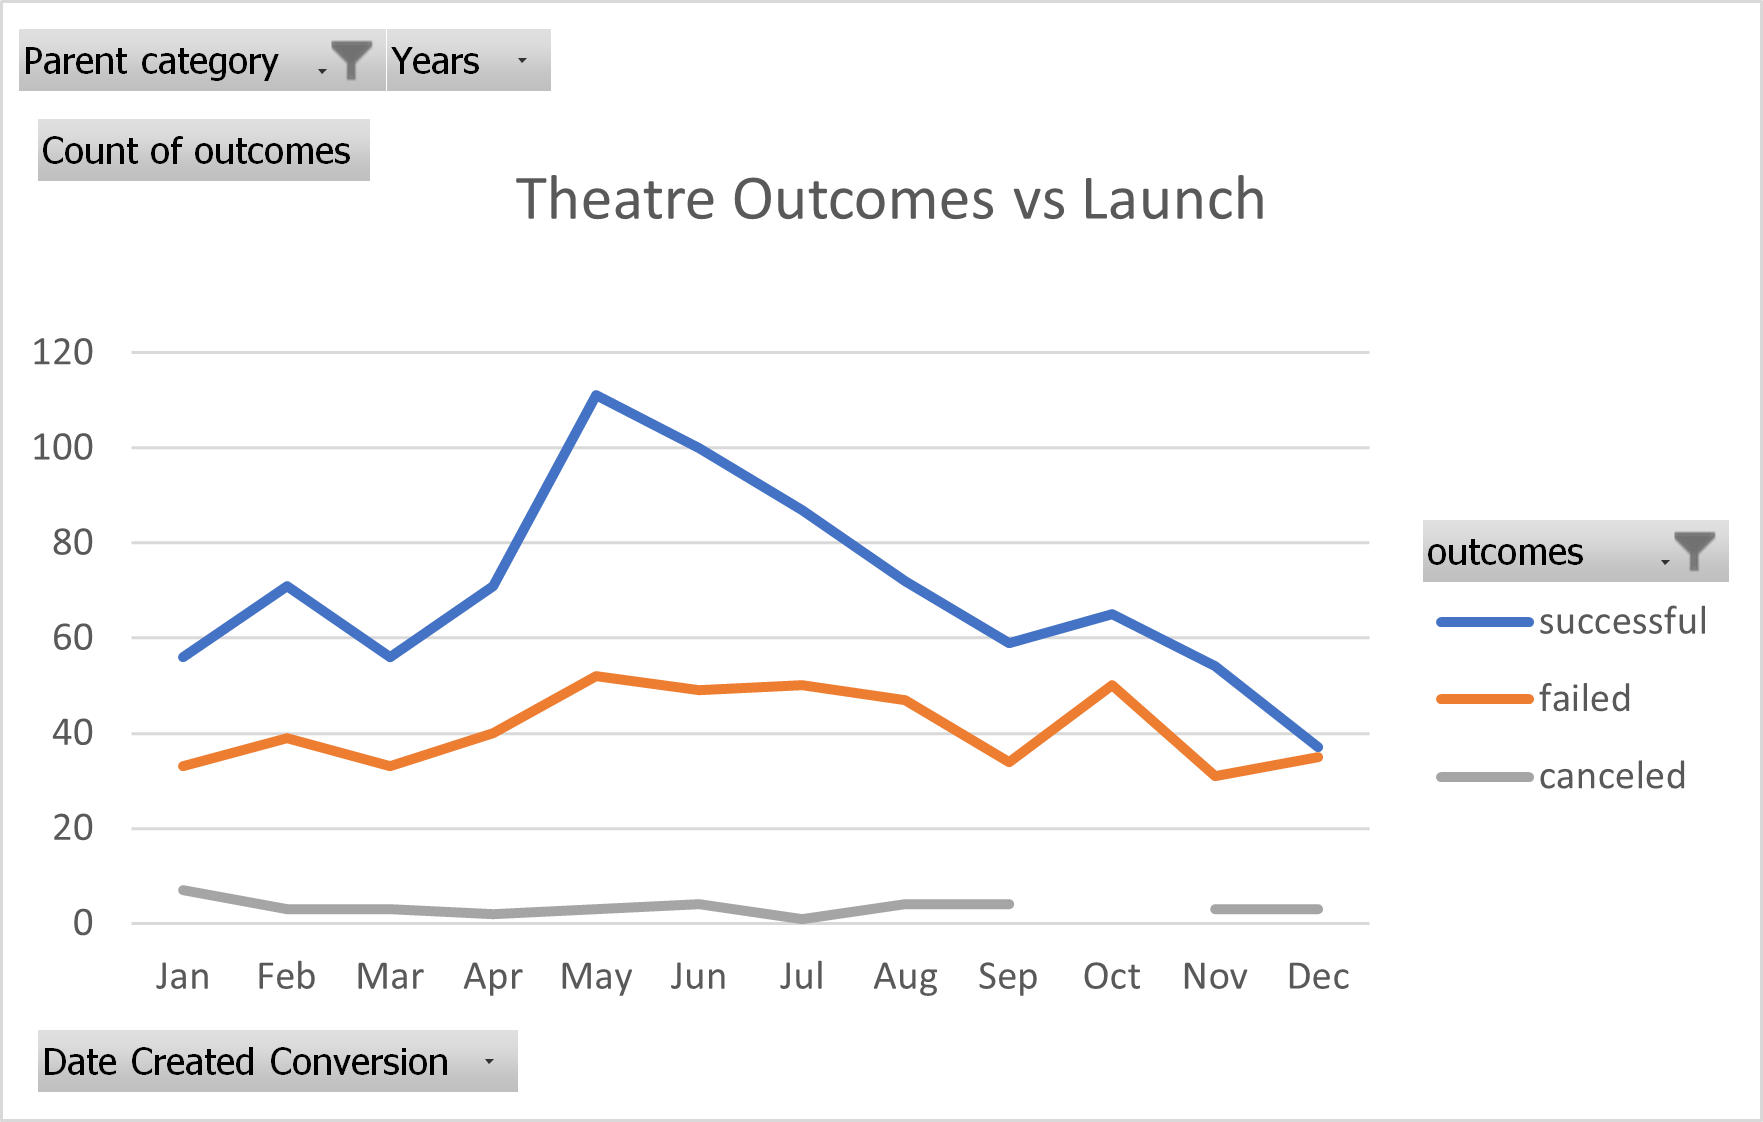 Parent category Years
Count of outcomes
Theatre Outcomes vs Launch
120
100
80
60
40
20
0
Jan Feb Mar Apr May Jun Jul Aug Sep Oct Nov Dec
outcomes
successful
failed
canceled
Date Created Conversion